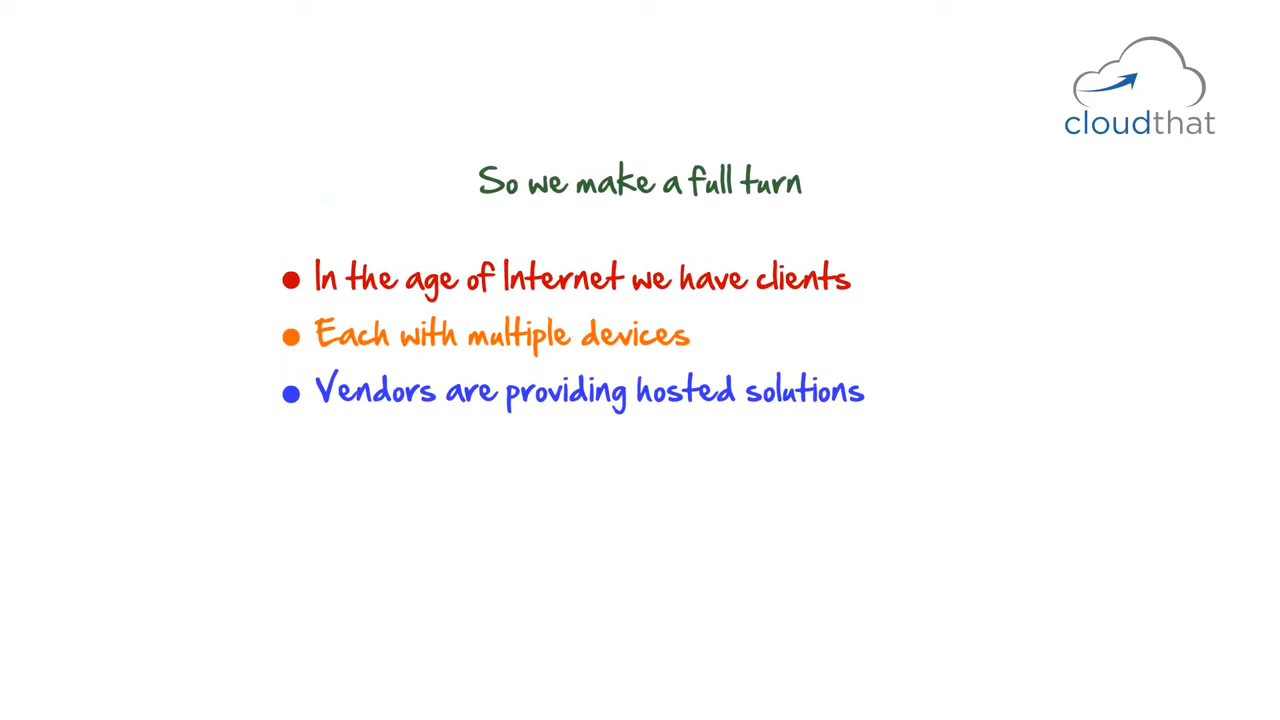 cloudthat
So we make a full turn
● In the age of Internet we have clients
● Each with multiple devices
● Vendors are providing hosted solutions